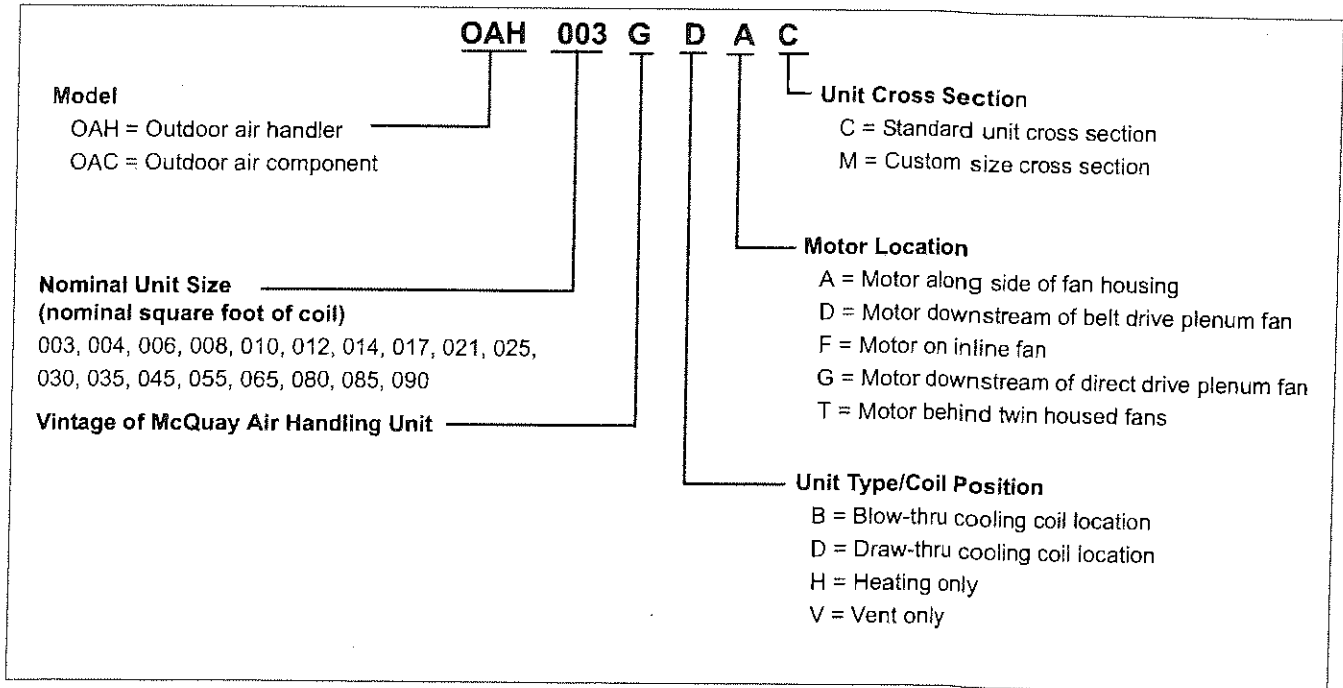 OAH 003 G D A C
Model
OAH = Outdoor air handler
OAC = Outdoor air component
Nominal Unit Size
(nominal square foot of coil)
003, 004, 006, 008, 010, 012, 014, 017, 021, 025,
030, 035, 045, 055, 065, 080, 085, 090
Vintage of McQuay Air Handling Unit
Unit Cross Section
C = Standard unit cross section
M = Custom size cross section
Motor Location
A = Motor along side of fan housing
D = Motor downstream of belt drive plenum fan
F = Motor on inline fan
G = Motor downstream of direct drive plenum fan
T = Motor behind twin housed fans
Unit Type/Coil Position
B = Blow-thru cooling coil location
D = Draw-thru cooling coil location
H = Heating only
V = Vent only